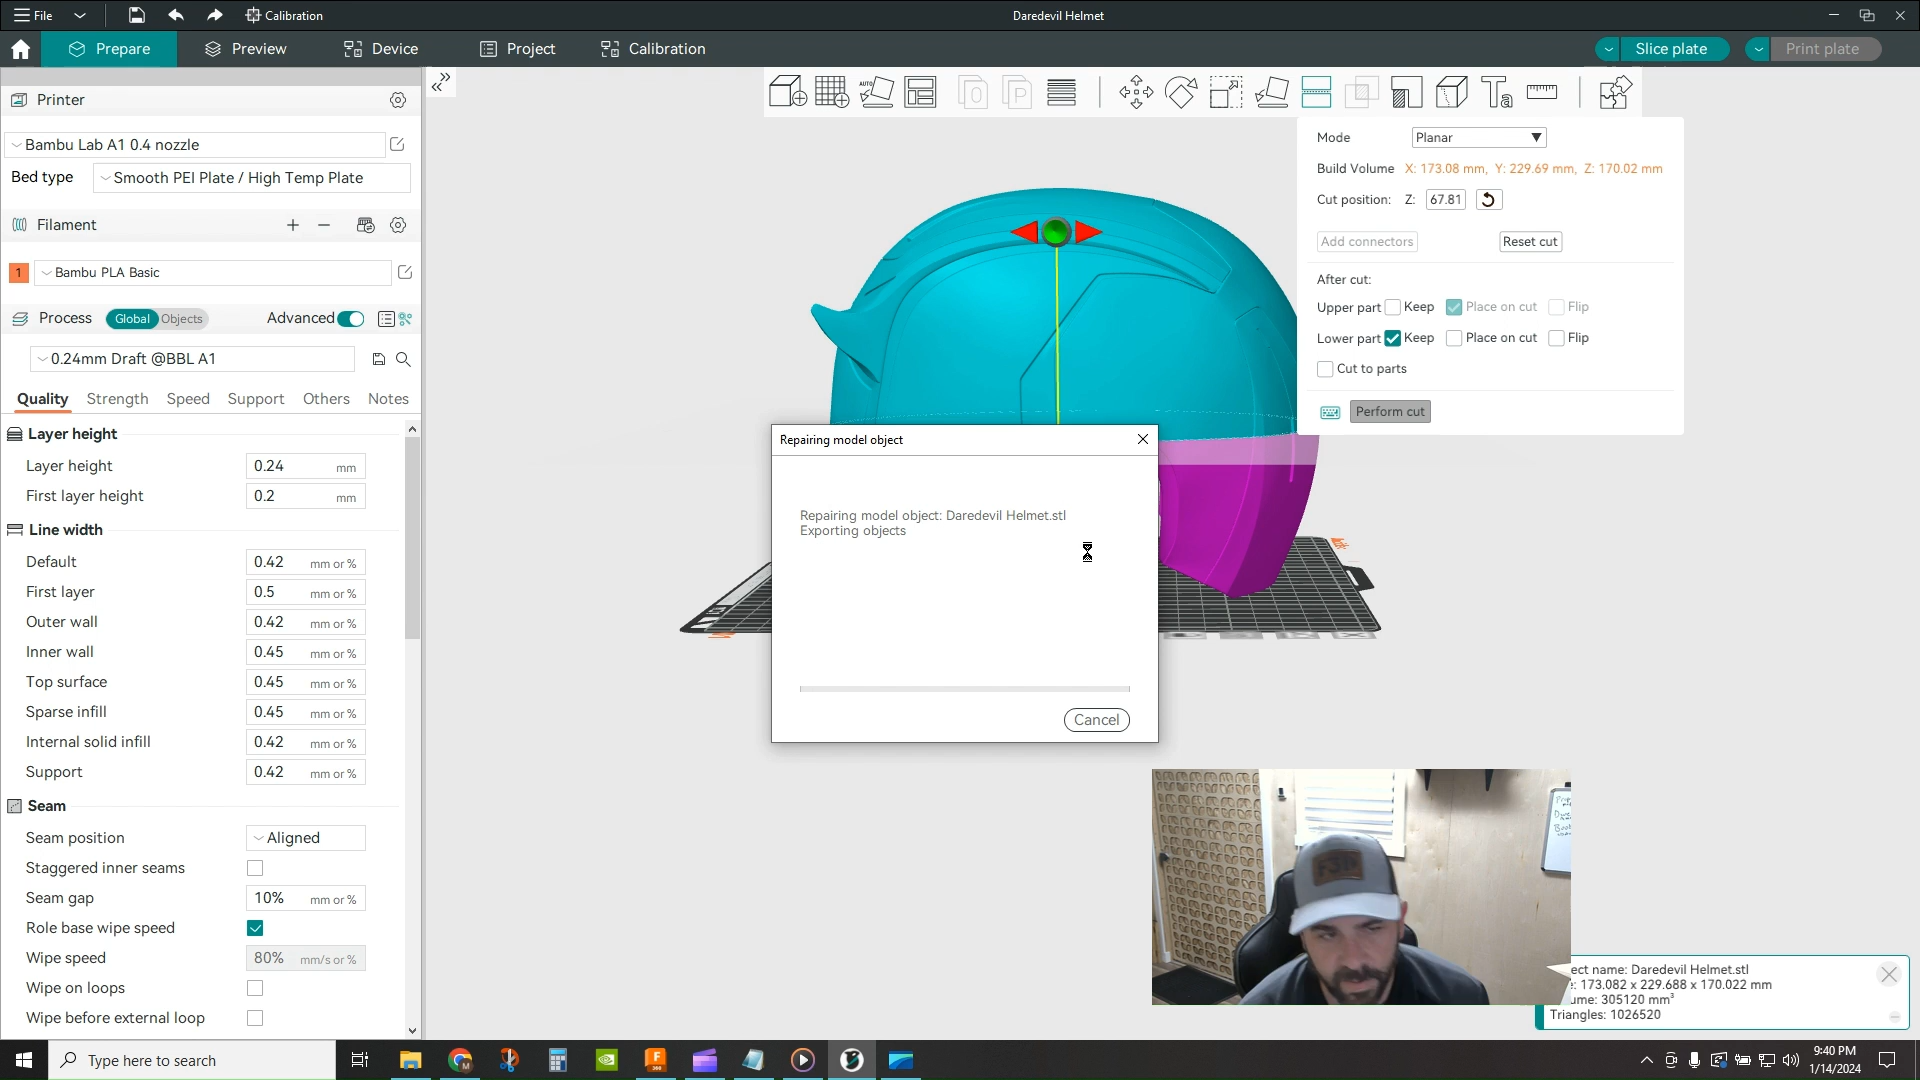 File
Calibration
Daredevil Helmet
Prepare
Preview
Device
Project
Calibration
Slice plate
Print plate
Printer
Bambu Lab A1 0.4 nozzle
Bed type
Smooth PEI Plate / High Temp Plate
Filament
1
Bambu PLA Basic
Process
Global
Objects
Advanced
0.24mm Draft @BBL A1
Quality
Strength
Speed
Support
Others
Notes
Layer height
Layer height 0.24 mm
First layer height 0.2 mm
Line width
Default 0.42 mm or %
First layer 0.5 mm or %
Outer wall 0.42 mm or %
Inner wall 0.45 mm or %
Top surface 0.45 mm or %
Sparse infill 0.45 mm or %
Internal solid infill 0.42 mm or %
Support 0.42 mm or %
Seam
Seam position Aligned
Staggered inner seams
Seam gap 10% mm or %
Role base wipe speed
Wipe speed 80% mm/s or %
Wipe on loops
Wipe before external loop
AUTO
0
P
Ta
Mode Planar
Build Volume X: 173.08 mm, Y: 229.69 mm, Z: 170.02 mm
Cut position: Z: 67.81
Add connectors
Reset cut
After cut:
Upper part Keep Place on cut Flip
Lower part Keep Place on cut Flip
Cut to parts
Perform cut
Repairing model object
Repairing model object: Daredevil Helmet.stl
Exporting objects
Cancel
ect name: Daredevil Helmet.stl
e: 173.082 x 229.688 x 170.022 mm
ume: 305120 mm³
Triangles: 1026520
Type here to search
9:40 PM
1/14/2024